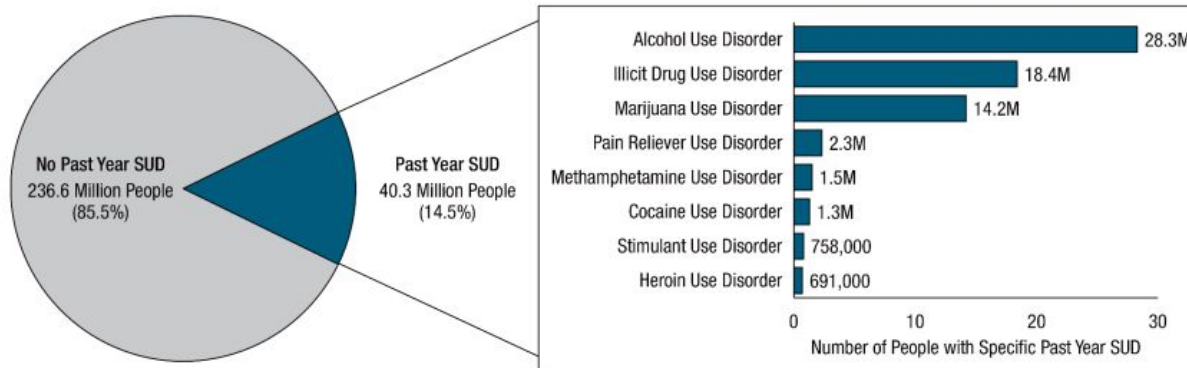 No Past Year SUD
236.6 Million People
(85.5%)
Past Year SUD
40.3 Million People
(14.5%)
Alcohol Use Disorder 28.3M
Illicit Drug Use Disorder 18.4M
Marijuana Use Disorder 14.2M
Pain Reliever Use Disorder 2.3M
Methamphetamine Use Disorder 1.5M
Cocaine Use Disorder 1.3M
Stimulant Use Disorder 758,000
Heroin Use Disorder 691,000
0 10 20 30
Number of People with Specific Past Year SUD